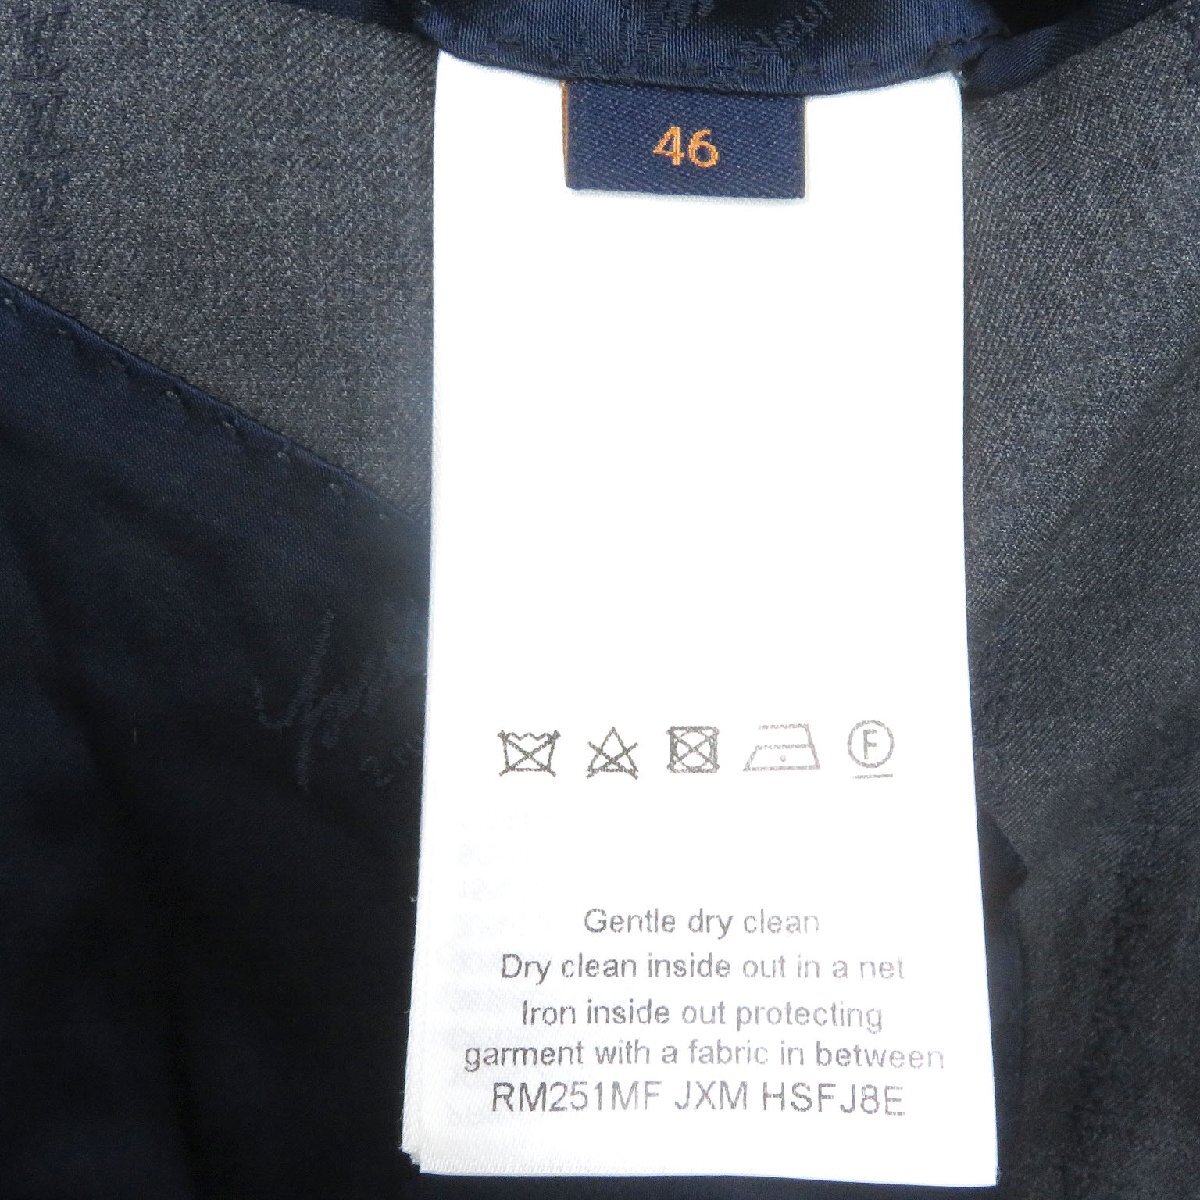 46
F
Gentle dry clean
Dry clean inside out in a net
Iron inside out protecting
garment with a fabric in between
RM251MF JXM HSFJ8E